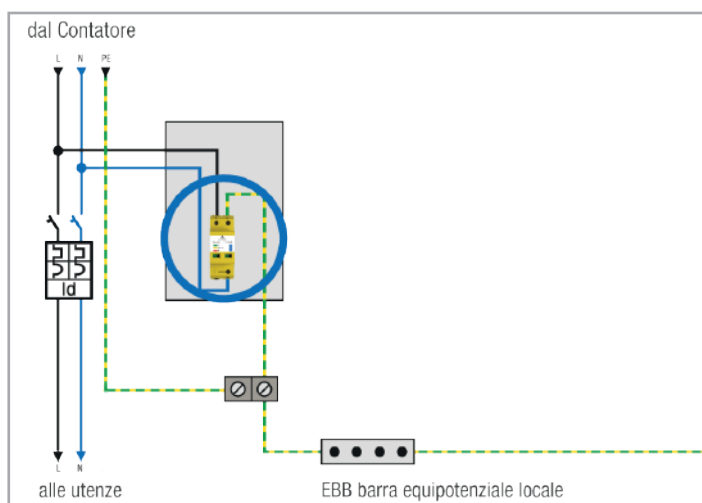 dal Contatore
L N PE
Id
L N
alle utenze
EBB barra equipotenziale locale